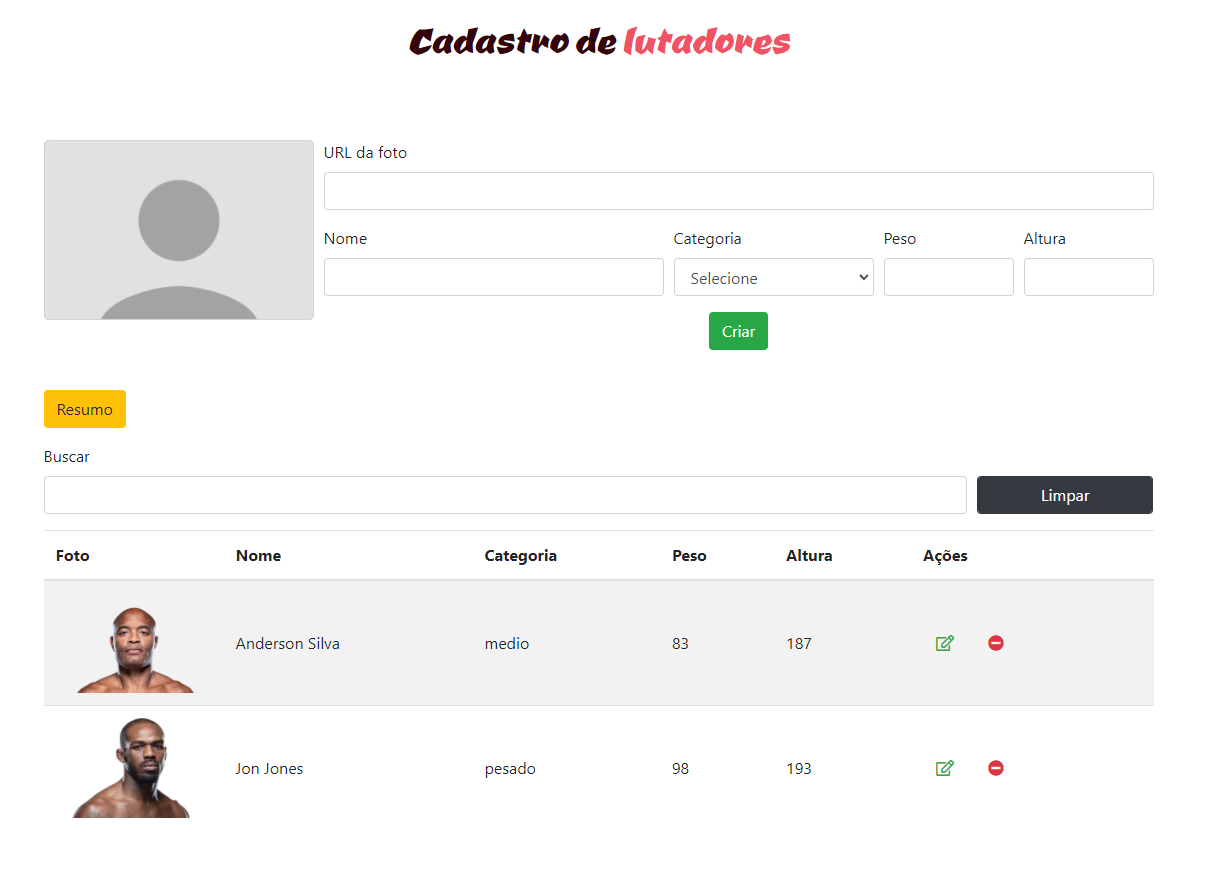 Cadastro de lutadores
URL da foto
Nome Categoria Peso Altura
Selecione
Criar
Resumo
Buscar
Limpar
Foto Nome Categoria Peso Altura Ações
Anderson Silva medio 83 187
Jon Jones pesado 98 193